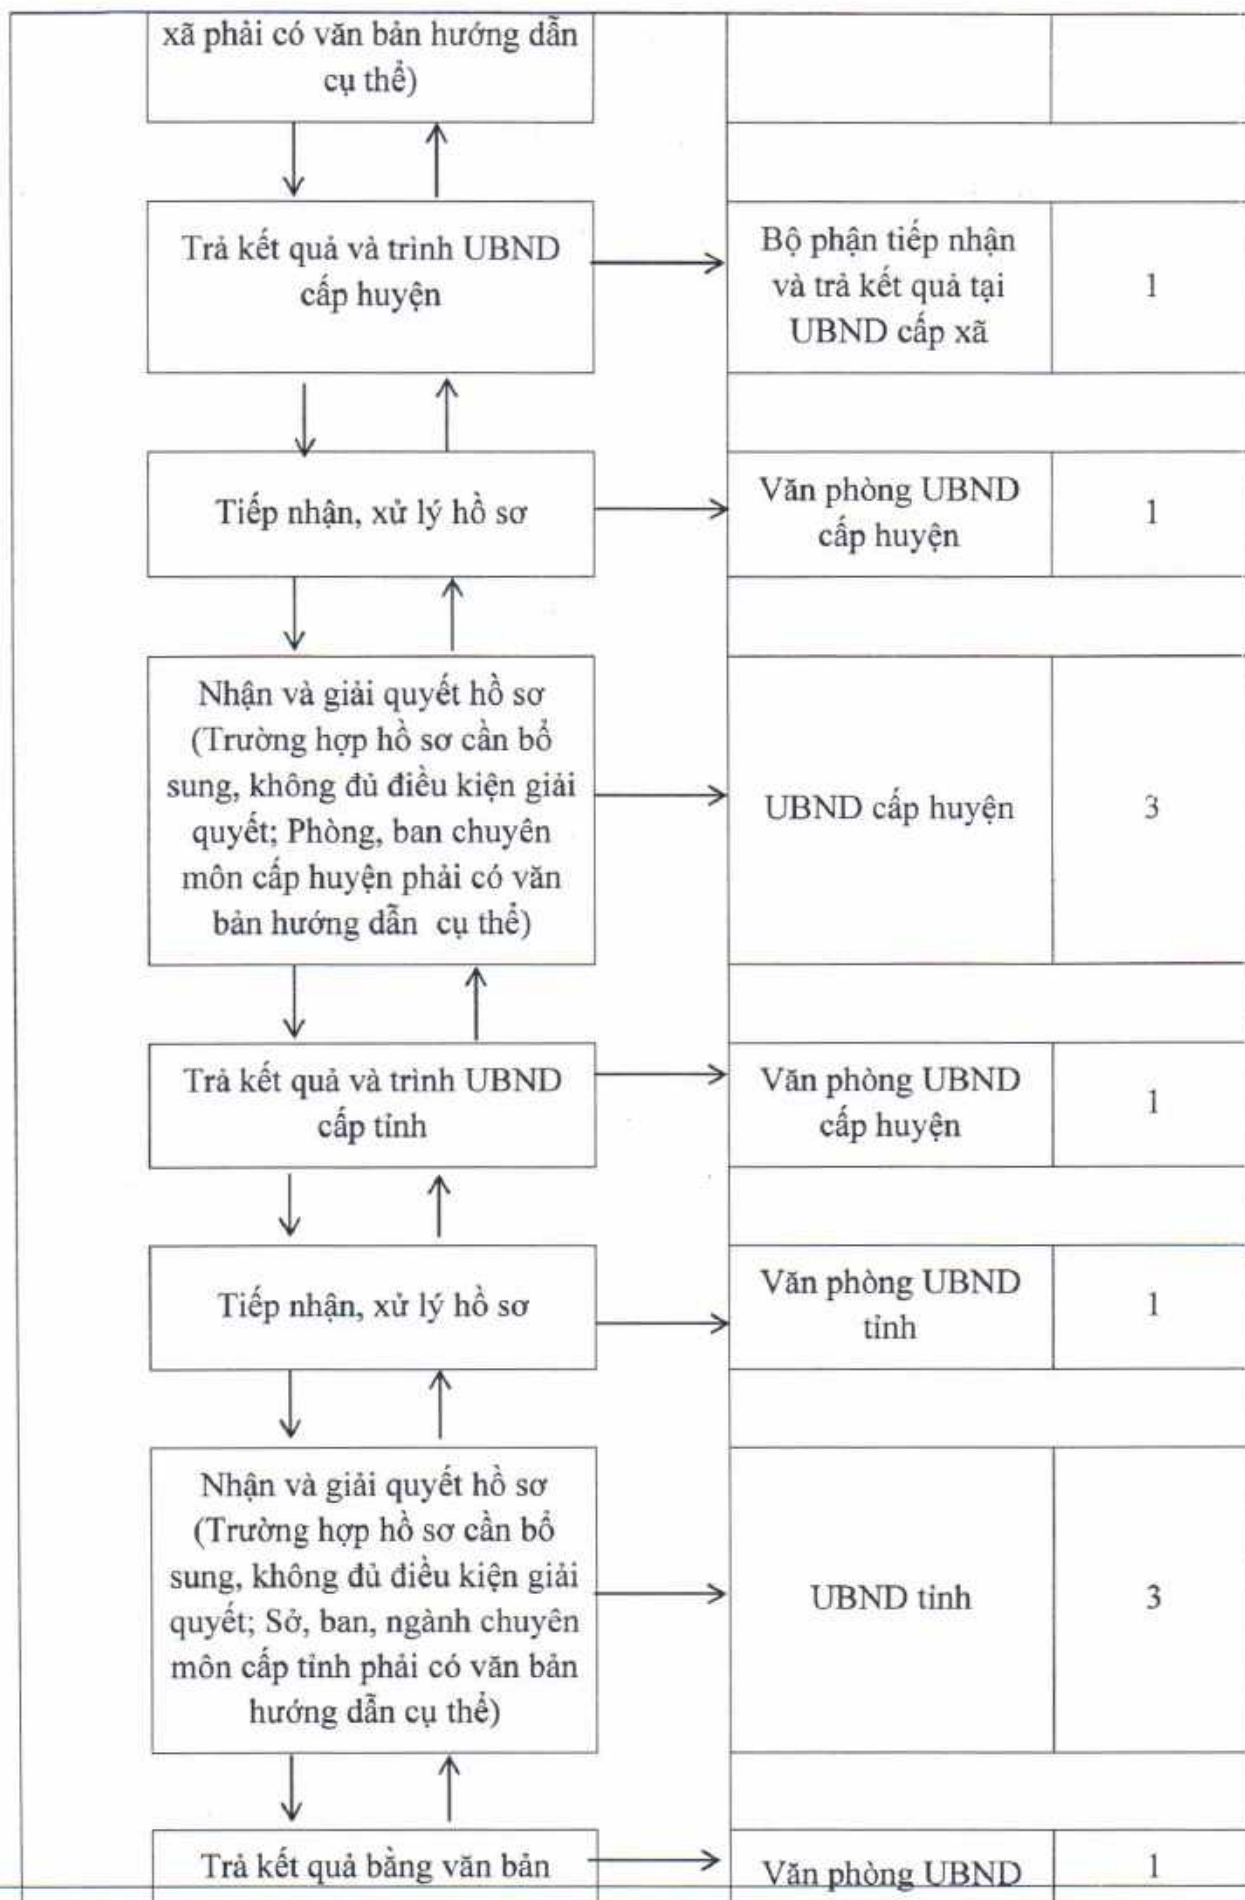 xã phải có văn bản hướng dẫn
cụ thể)
Trả kết quả và trình UBND
cấp huyện
Bộ phận tiếp nhận
và trả kết quả tại
UBND cấp xã
1
Tiếp nhận, xử lý hồ sơ
Văn phòng UBND
cấp huyện
1
Nhận và giải quyết hồ sơ
(Trường hợp hồ sơ cần bổ
sung, không đủ điều kiện giải
quyết; Phòng, ban chuyên
môn cấp huyện phải có văn
bản hướng dẫn cụ thể)
UBND cấp huyện
3
Trả kết quả và trình UBND
cấp tỉnh
Văn phòng UBND
cấp huyện
1
Tiếp nhận, xử lý hồ sơ
Văn phòng UBND
tỉnh
1
Nhận và giải quyết hồ sơ
(Trường hợp hồ sơ cần bổ
sung, không đủ điều kiện giải
quyết; Sở, ban, ngành chuyên
môn cấp tỉnh phải có văn bản
hướng dẫn cụ thể)
UBND tỉnh
3
Trả kết quả bằng văn bản
Văn phòng UBND
1